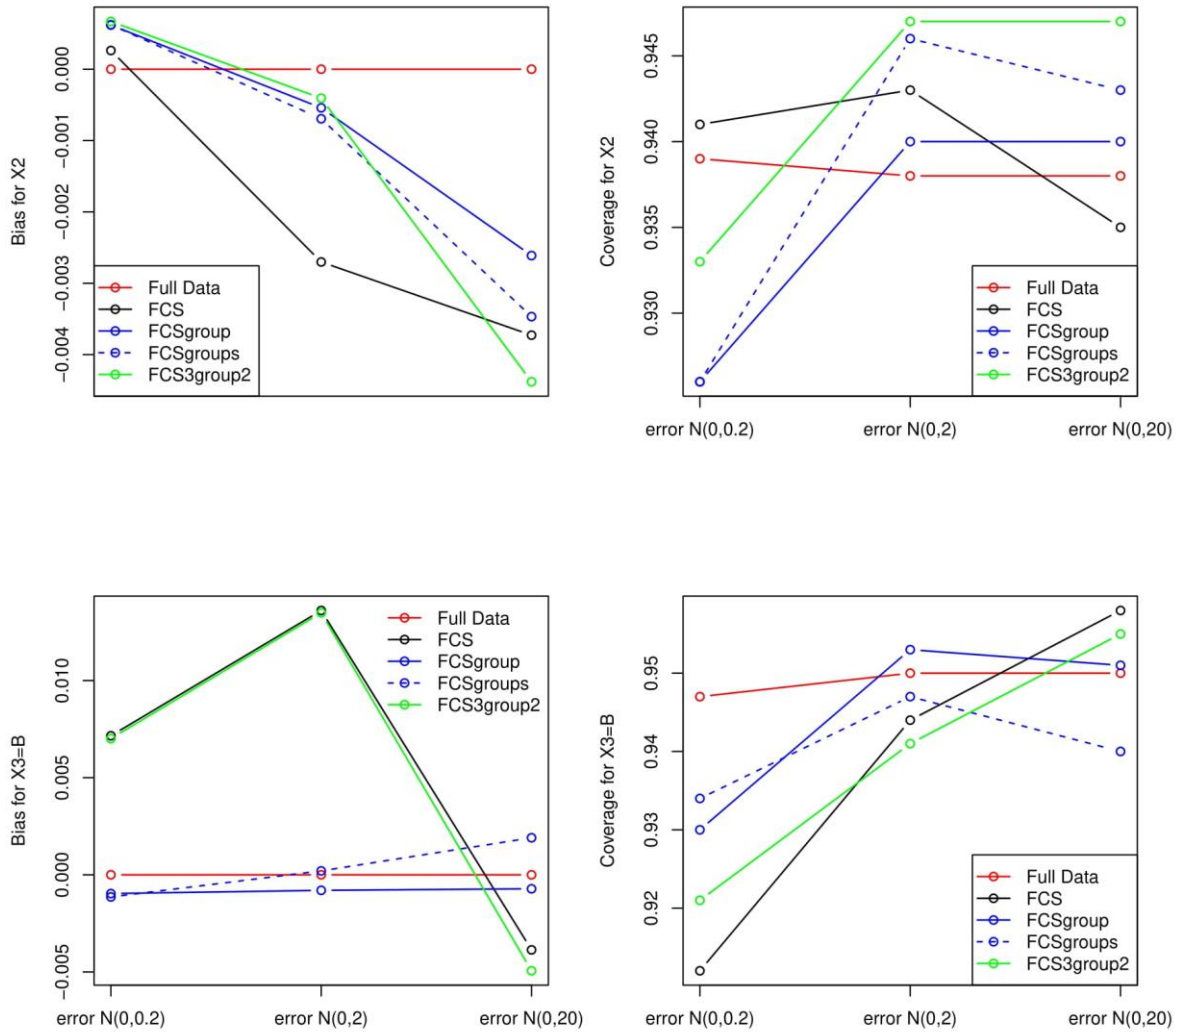 Bias for X2
0.000
−0.001
−0.002
−0.003
−0.004
Full Data
FCS
FCSgroup
FCSgroups
FCS3group2
Coverage for X2
0.945
0.940
0.935
0.930
Full Data
FCS
FCSgroup
FCSgroups
FCS3group2
error N(0,0.2) error N(0,2) error N(0,20)
Bias for X3=B
0.010
0.005
0.000
−0.005
Full Data
FCS
FCSgroup
FCSgroups
FCS3group2
error N(0,0.2) error N(0,2) error N(0,20)
Coverage for X3=B
0.95
0.94
0.93
0.92
Full Data
FCS
FCSgroup
FCSgroups
FCS3group2
error N(0,0.2) error N(0,2) error N(0,20)